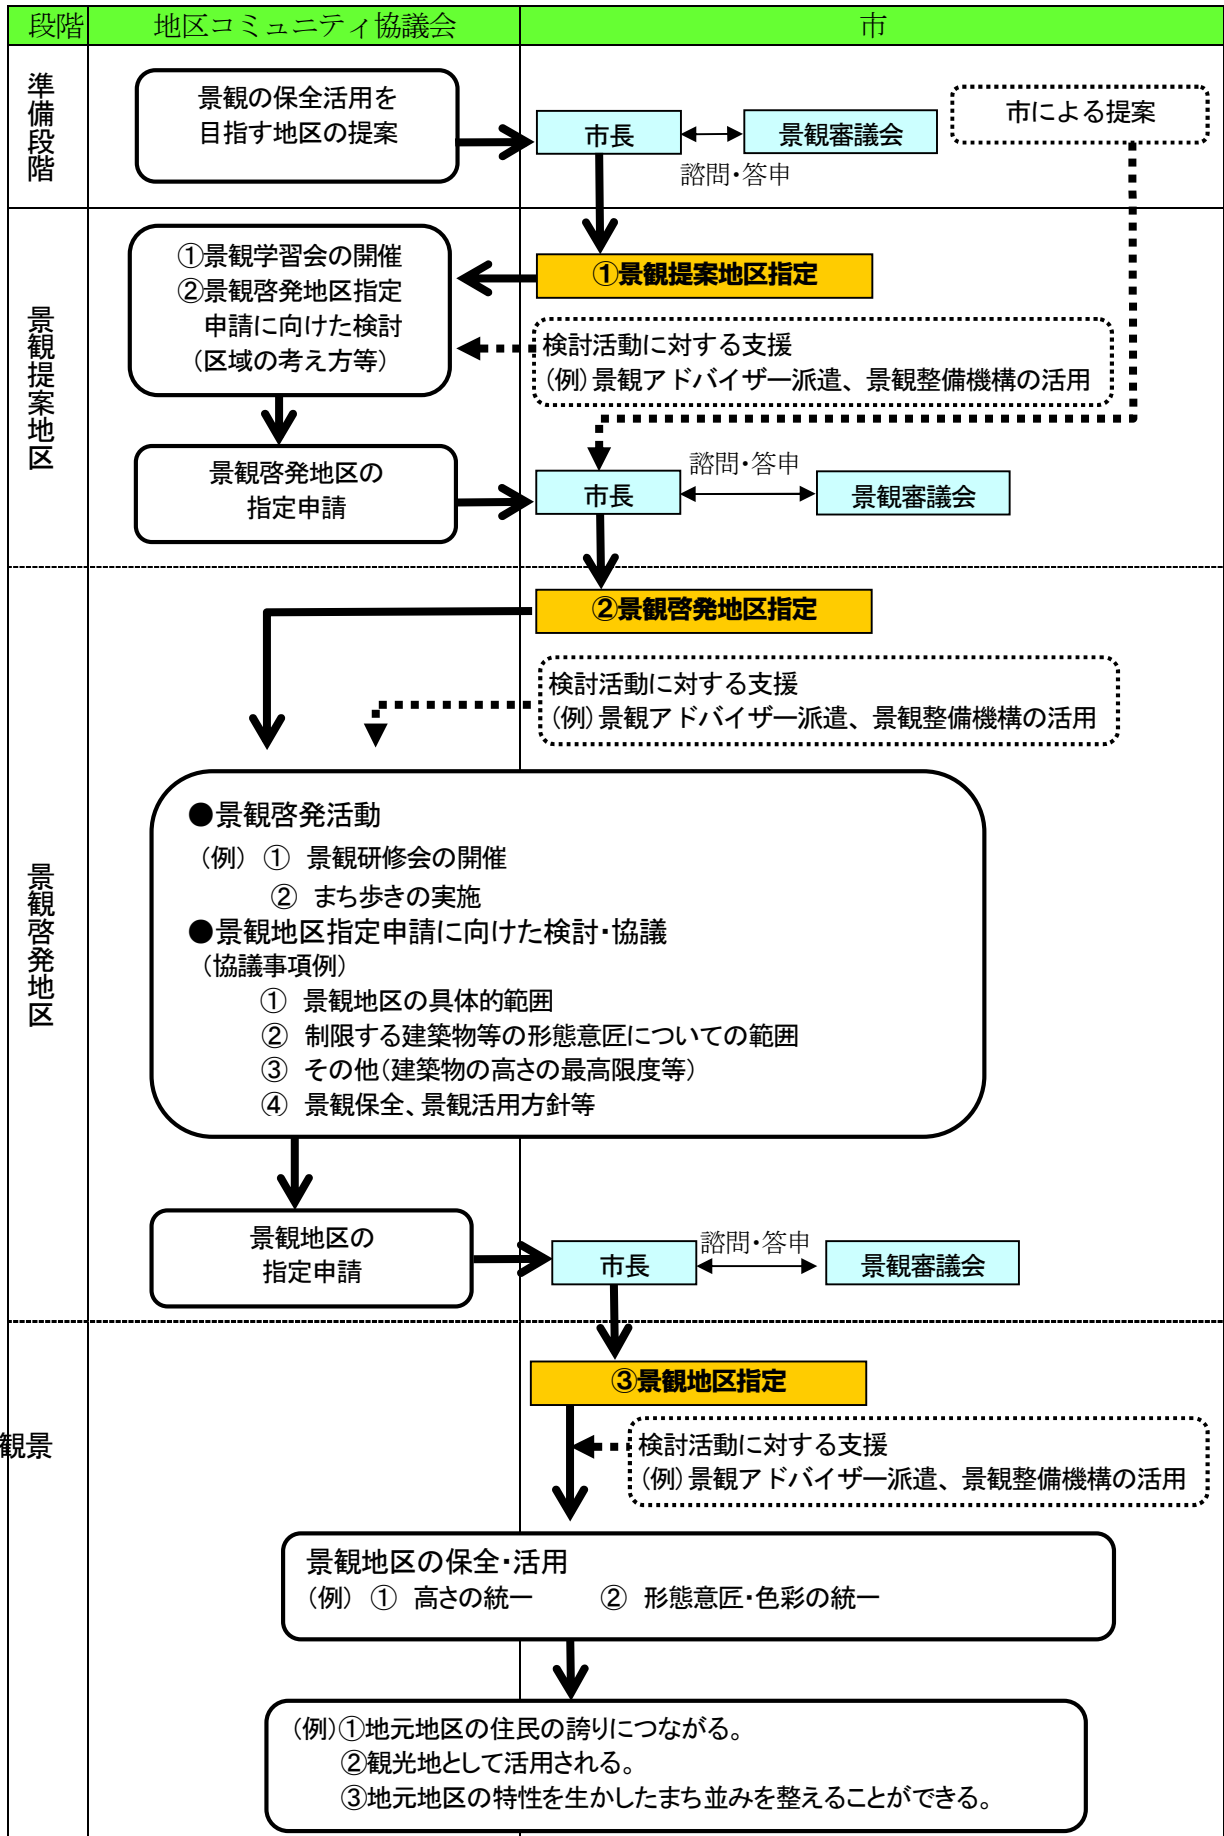 段階 地区コミュニティ協議会 市
準備段階
景観の保全活用を
目指す地区の提案
市長
景観審議会
諮問・答申
市による提案
景観提案地区
①景観学習会の開催
②景観啓発地区指定
申請に向けた検討
（区域の考え方等）
①景観提案地区指定
検討活動に対する支援
（例）景観アドバイザー派遣、景観整備機構の活用
景観啓発地区の
指定申請
市長
諮問・答申
景観審議会
景観啓発地区
②景観啓発地区指定
検討活動に対する支援
（例）景観アドバイザー派遣、景観整備機構の活用
●景観啓発活動
（例） ① 景観研修会の開催
② まち歩きの実施
●景観地区指定申請に向けた検討・協議
（協議事項例）
① 景観地区の具体的範囲
② 制限する建築物等の形態意匠についての範囲
③ その他（建築物の高さの最高限度等）
④ 景観保全、景観活用方針等
景観地区の
指定申請
市長
諮問・答申
景観審議会
観景
③景観地区指定
検討活動に対する支援
（例）景観アドバイザー派遣、景観整備機構の活用
景観地区の保全・活用
（例） ① 高さの統一 ② 形態意匠・色彩の統一
（例）①地元地区の住民の誇りにつながる。
②観光地として活用される。
③地元地区の特性を生かしたまち並みを整えることができる。